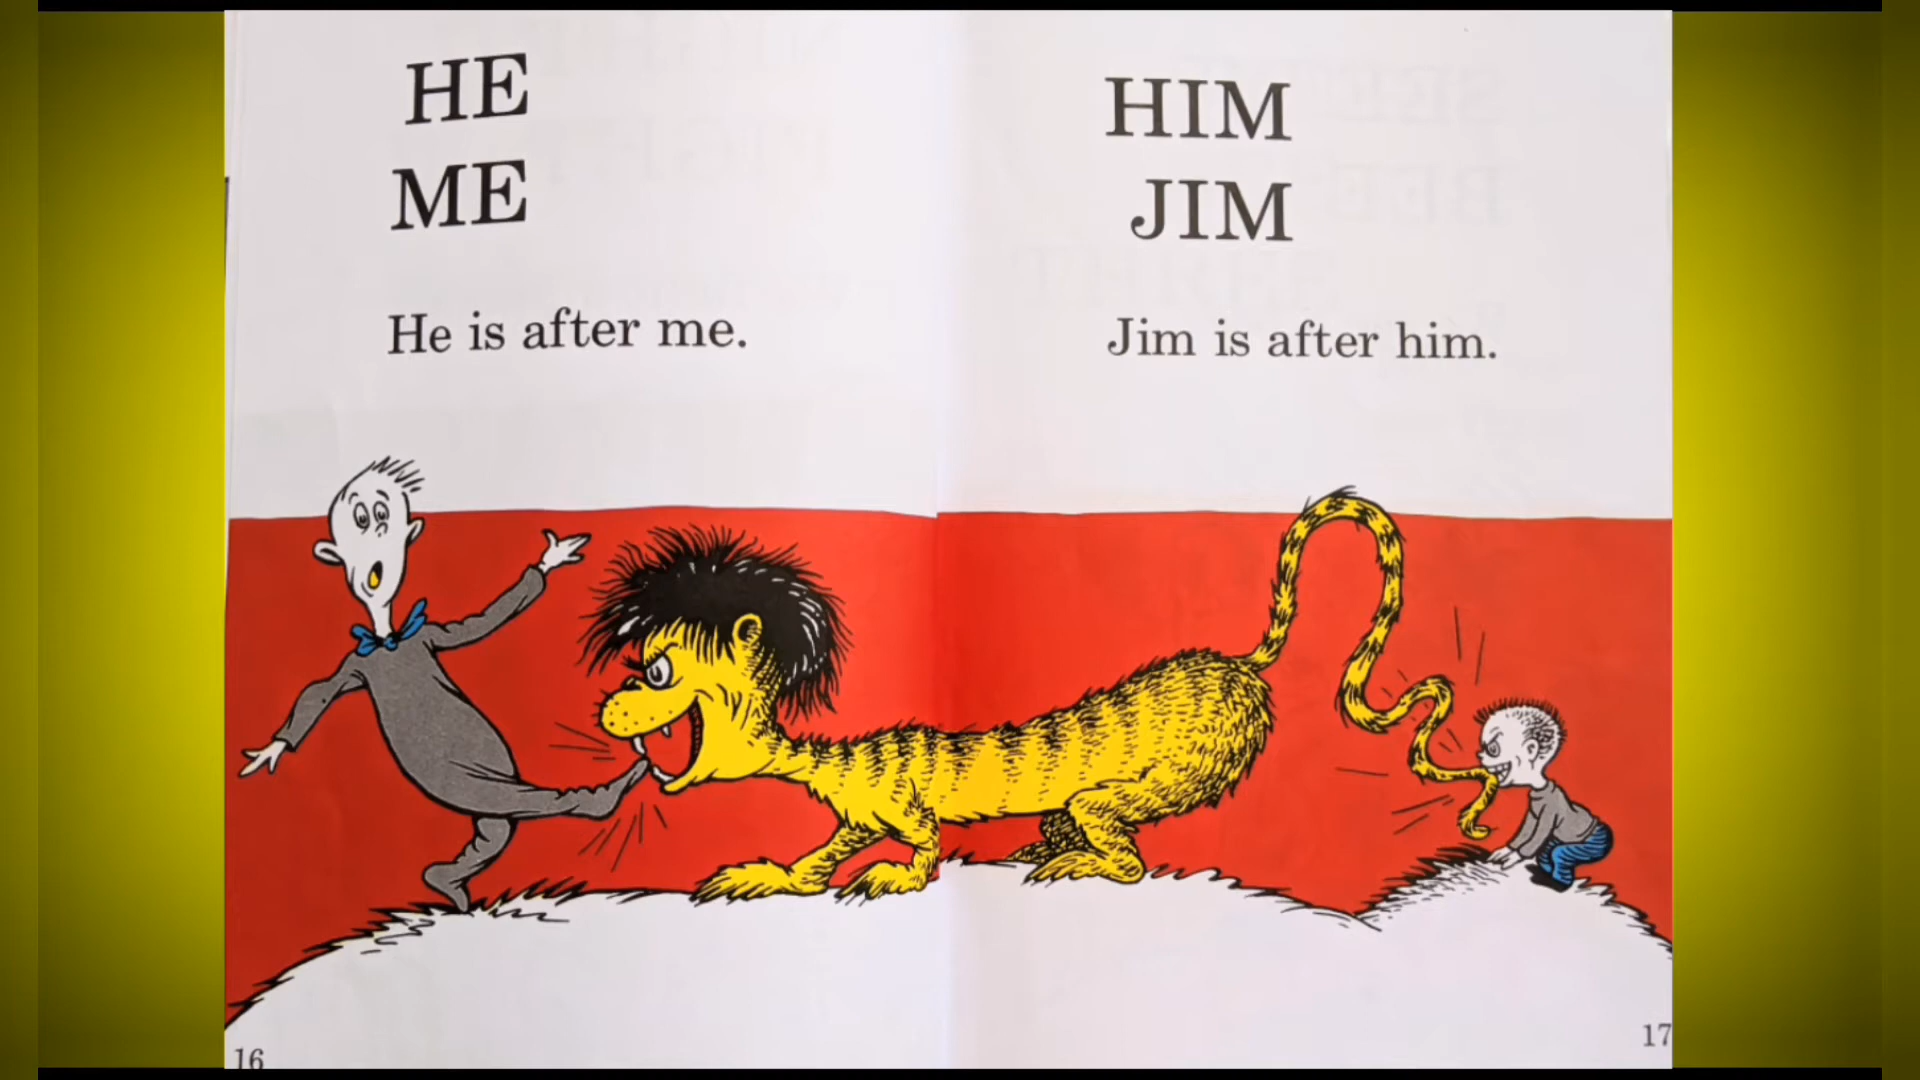 HE
ME
He is after me.
16
HIM
JIM
Jim is after him.
17